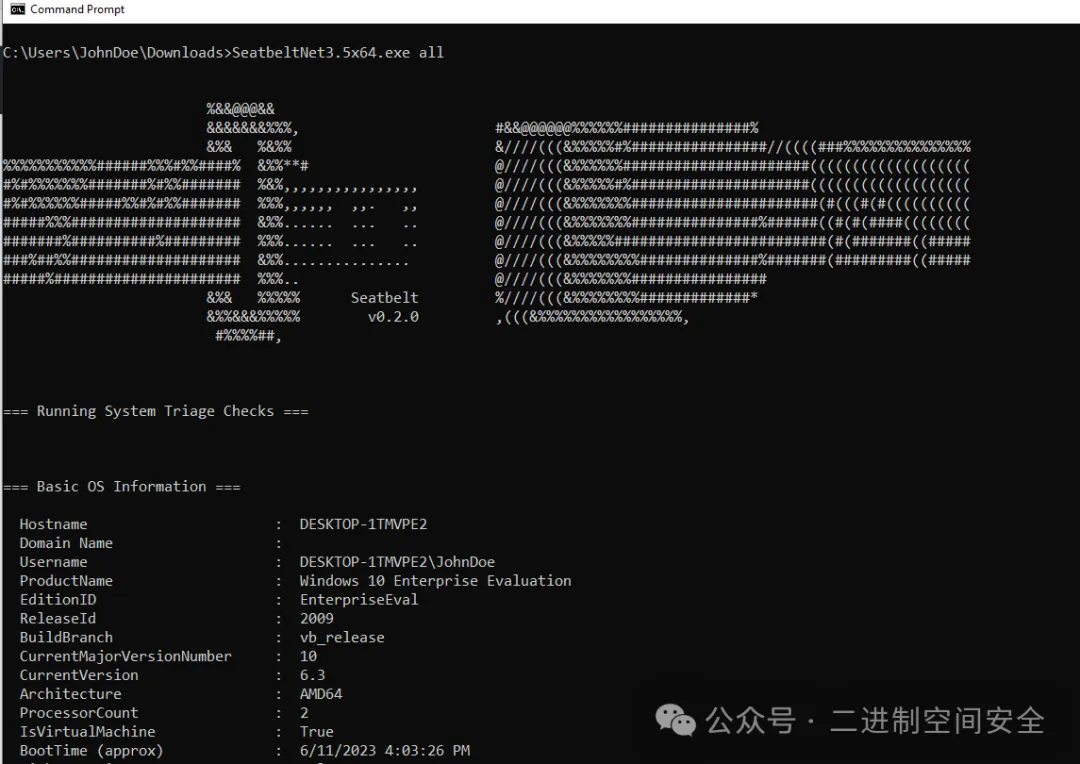 Command Prompt
C:\Users\JohnDoe\Downloads>SeatbeltNet3.5x64.exe all
%&&@@@&&
&&&&&&&%%%,                       #&&@@@@@@%%%%%%###############%
&%&   %&%%                        &////(((&%%%%%#%################//((((###%%%%%%%%%%%%%%%
%%%%%%%%%%%######%%%#%%####%  &%%**#                      @////(((&%%%%%%######################(((((((((((((((((((
#%#%%%%%%%#######%#%%#######  %&%,,,,,,,,,,,,,,,,         @////(((&%%%%%#%#####################(((((((((((((((((((
#%#%%%%%%#####%%#%#%%#######  %%%,,,,,,  ,,.   ,,         @////(((&%%%%%%%######################(#(((#(#((((((((((
#####%%%####################  &%%......  ...   ..         @////(((&%%%%%%%###############%######((#(#(####((((((((
#######%##########%#########  %%%......  ...   ..         @////(((&%%%%%#########################(#(#######((#####
###%##%%####################  &%%...............          @////(((&%%%%%%%%##############%#######(#########((#####
#####%######################  %%%..                       @////(((&%%%%%%%################
&%&   %%%%%      Seatbelt         %////(((&%%%%%%%%#############*
&%%&&&%%%%%        v0.2.0         ,(((&%%%%%%%%%%%%%%%%%,
#%%%%##,
=== Running System Triage Checks ===
=== Basic OS Information ===
Hostname                      :  DESKTOP-1TMVPE2
Domain Name                   :
Username                      :  DESKTOP-1TMVPE2\JohnDoe
ProductName                   :  Windows 10 Enterprise Evaluation
EditionID                     :  EnterpriseEval
ReleaseId                     :  2009
BuildBranch                   :  vb_release
CurrentMajorVersionNumber     :  10
CurrentVersion                :  6.3
Architecture                  :  AMD64
ProcessorCount                :  2
IsVirtualMachine              :  True
BootTime (approx)             :  6/11/2023 4:03:26 PM
公众号 · 二进制空间安全